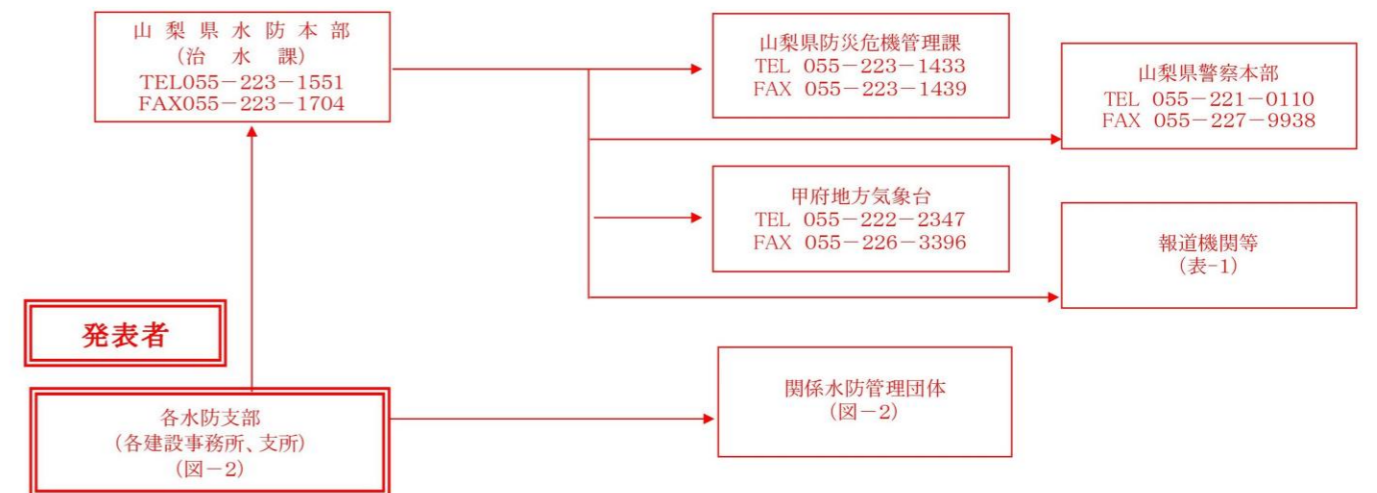 山 梨 県 水 防 本 部
(治 水 課)
TEL055-223-1551
FAX055-223-1704
山梨県防災危機管理課
TEL 055-223-1433
FAX 055-223-1439
山梨県警察本部
TEL 055-221-0110
FAX 055-227-9938
甲府地方気象台
TEL 055-222-2347
FAX 055-226-3396
報道機関等
(表-1)
発表者
各水防支部
(各建設事務所、支所)
(図-2)
関係水防管理団体
(図-2)